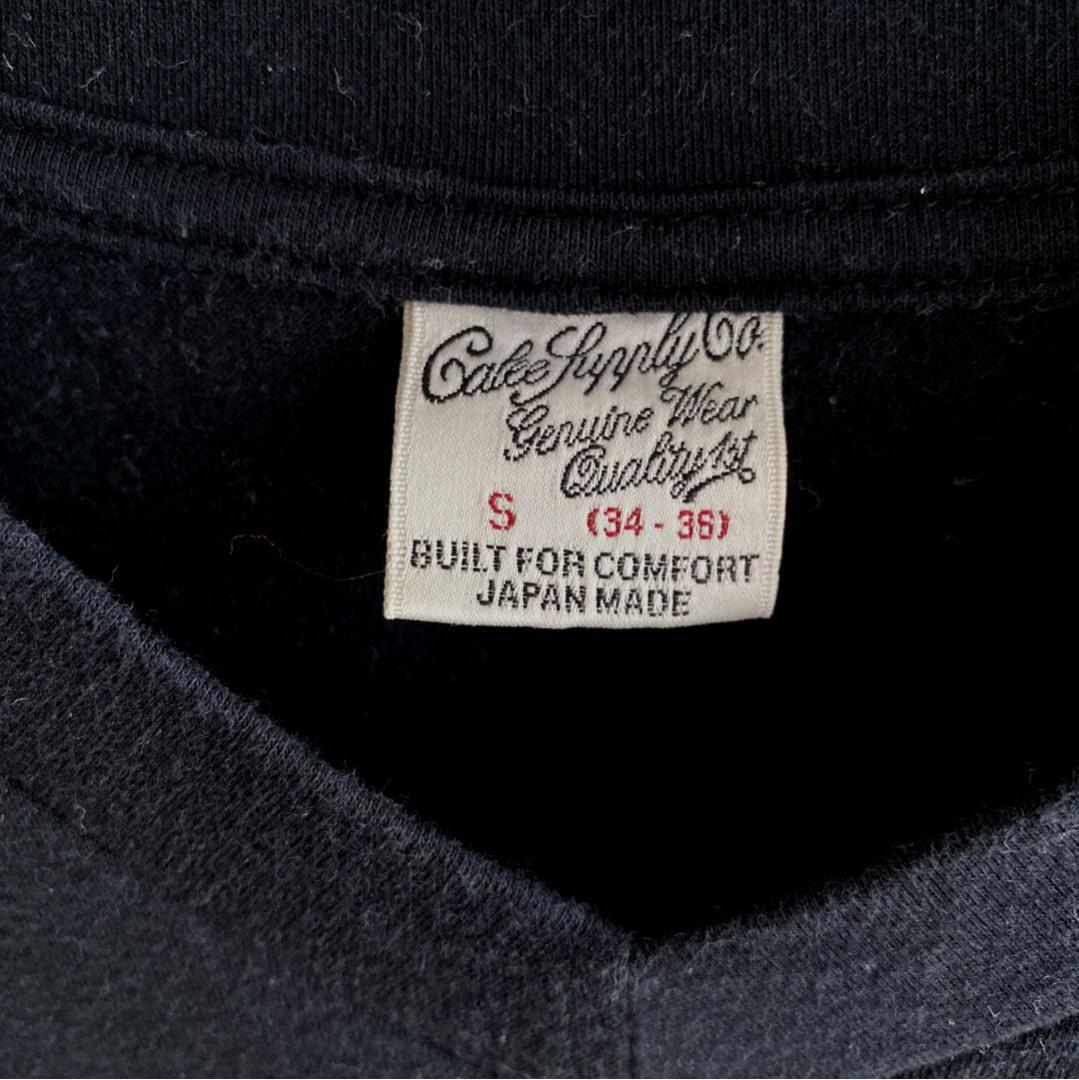 Calee Supply Co.
Genuine Wear
Quality 1st
S (34 - 36)
BUILT FOR COMFORT
JAPAN MADE